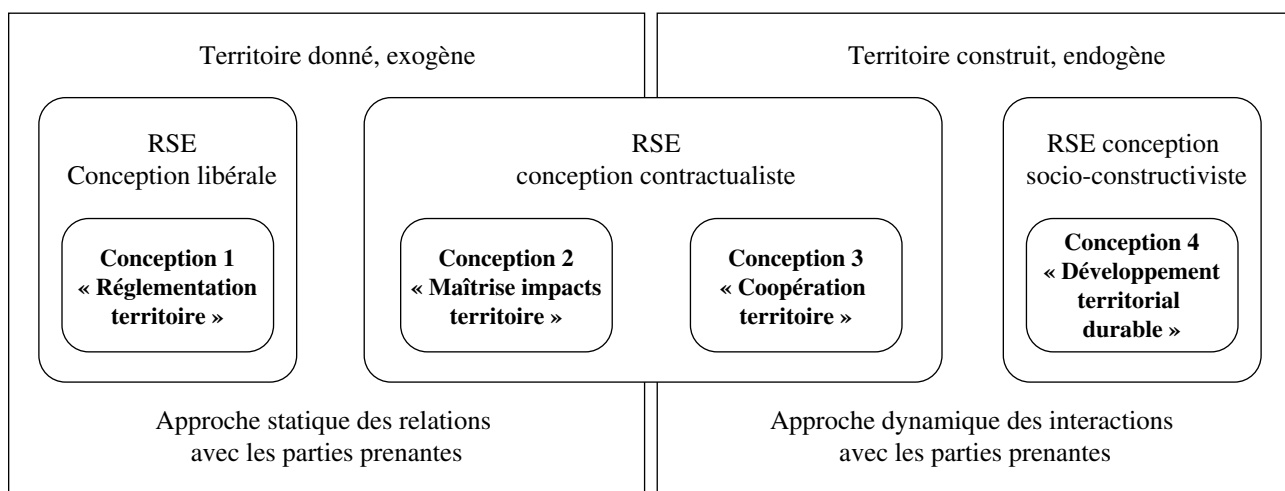 Territoire donné, exogène
Territoire construit, endogène
RSE
Conception libérale
RSE
conception contractualiste
RSE conception
socio-constructiviste
Conception 1
« Réglementation
territoire »
Conception 2
« Maîtrise impacts
territoire »
Conception 3
« Coopération
territoire »
Conception 4
« Développement
territorial
durable »
Approche statique des relations
avec les parties prenantes
Approche dynamique des interactions
avec les parties prenantes